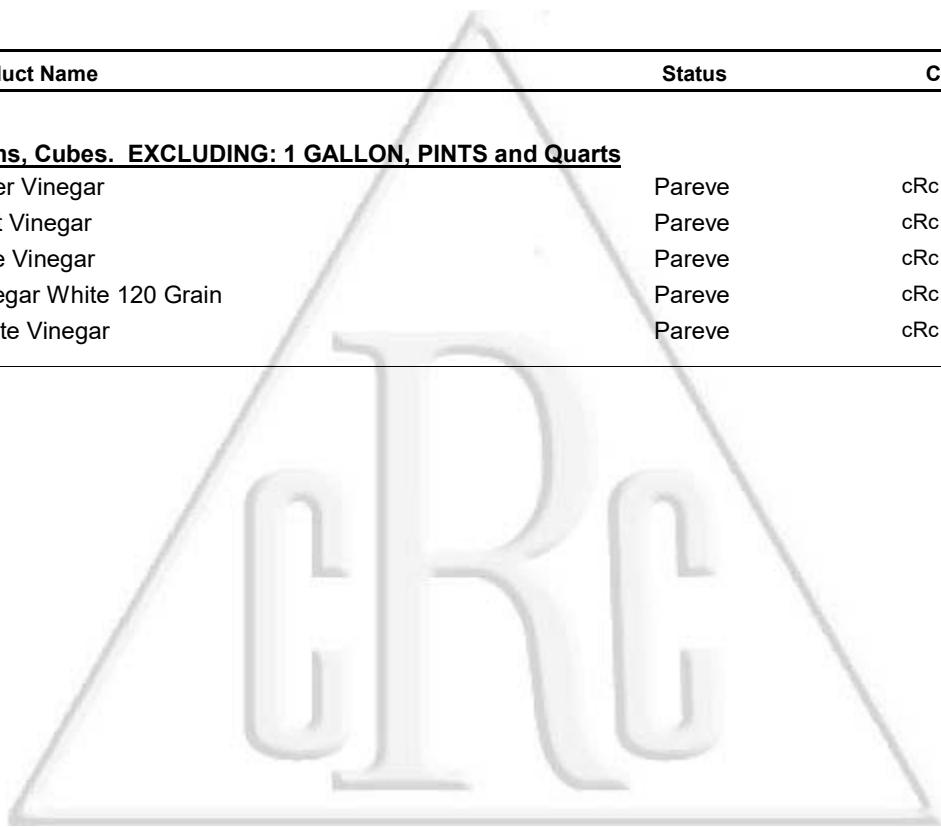 duct Name Status C
ns, Cubes. EXCLUDING: 1 GALLON, PINTS and Quarts
er Vinegar Pareve cRc
t Vinegar Pareve cRc
e Vinegar Pareve cRc
egar White 120 Grain Pareve cRc
te Vinegar Pareve cRc
cRc